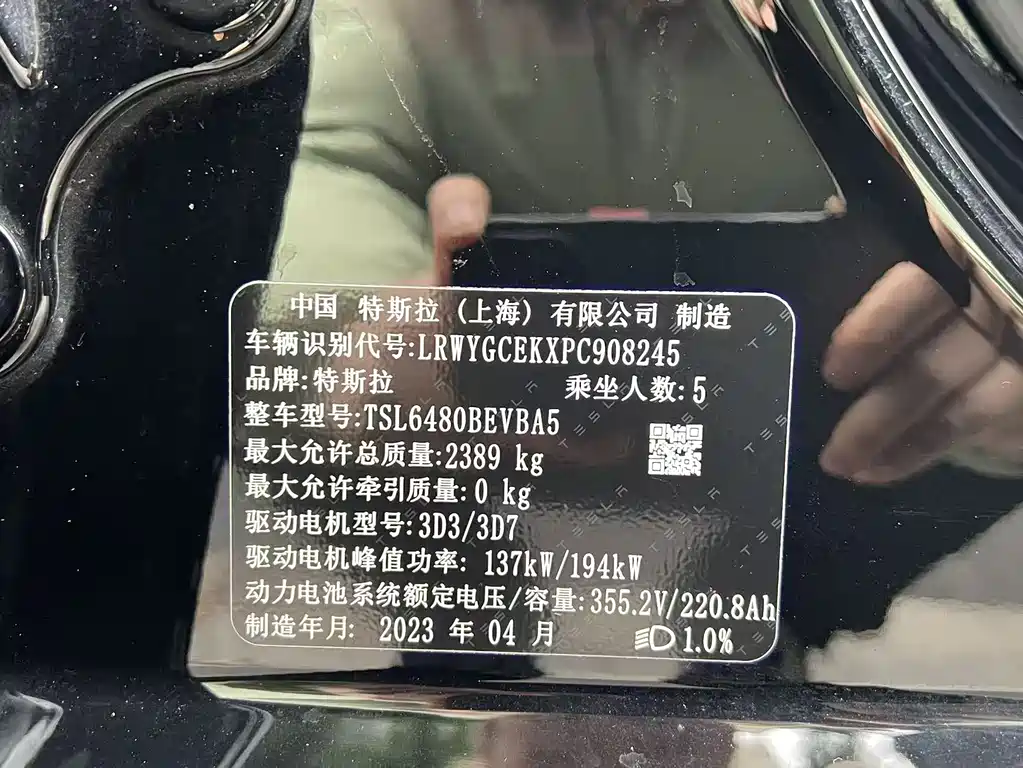 中国 特斯拉（上海）有限公司 制造
车辆识别代号:LRWYGCEKXPC908245
品牌:特斯拉 乘坐人数:5
整车型号:TSL6480BEVBA5
最大允许总质量:2389 kg
最大允许牵引质量:0 kg
驱动电机型号:3D3/3D7
驱动电机峰值功率: 137kW/194kW
动力电池系统额定电压/容量:355.2V/220.8Ah
制造年月: 2023 年 04 月 1.0%
TESLA